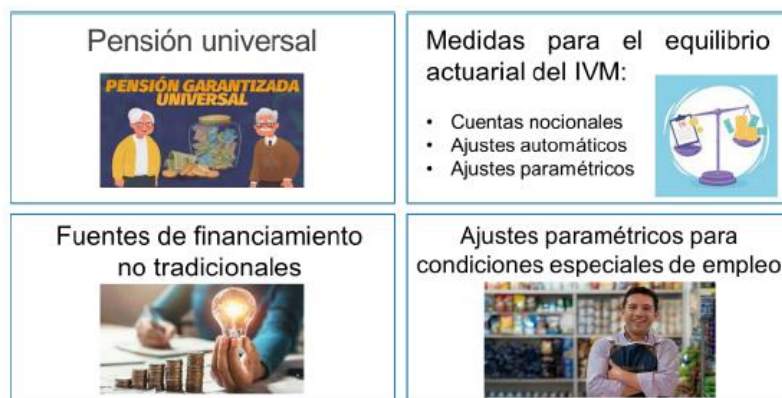 Pensión universal
PENSIÓN GARANTIZADA
UNIVERSAL
Medidas para el equilibrio
actuarial del IVM:
• Cuentas nocionales
• Ajustes automáticos
• Ajustes paramétricos
Fuentes de financiamiento
no tradicionales
Ajustes paramétricos para
condiciones especiales de empleo